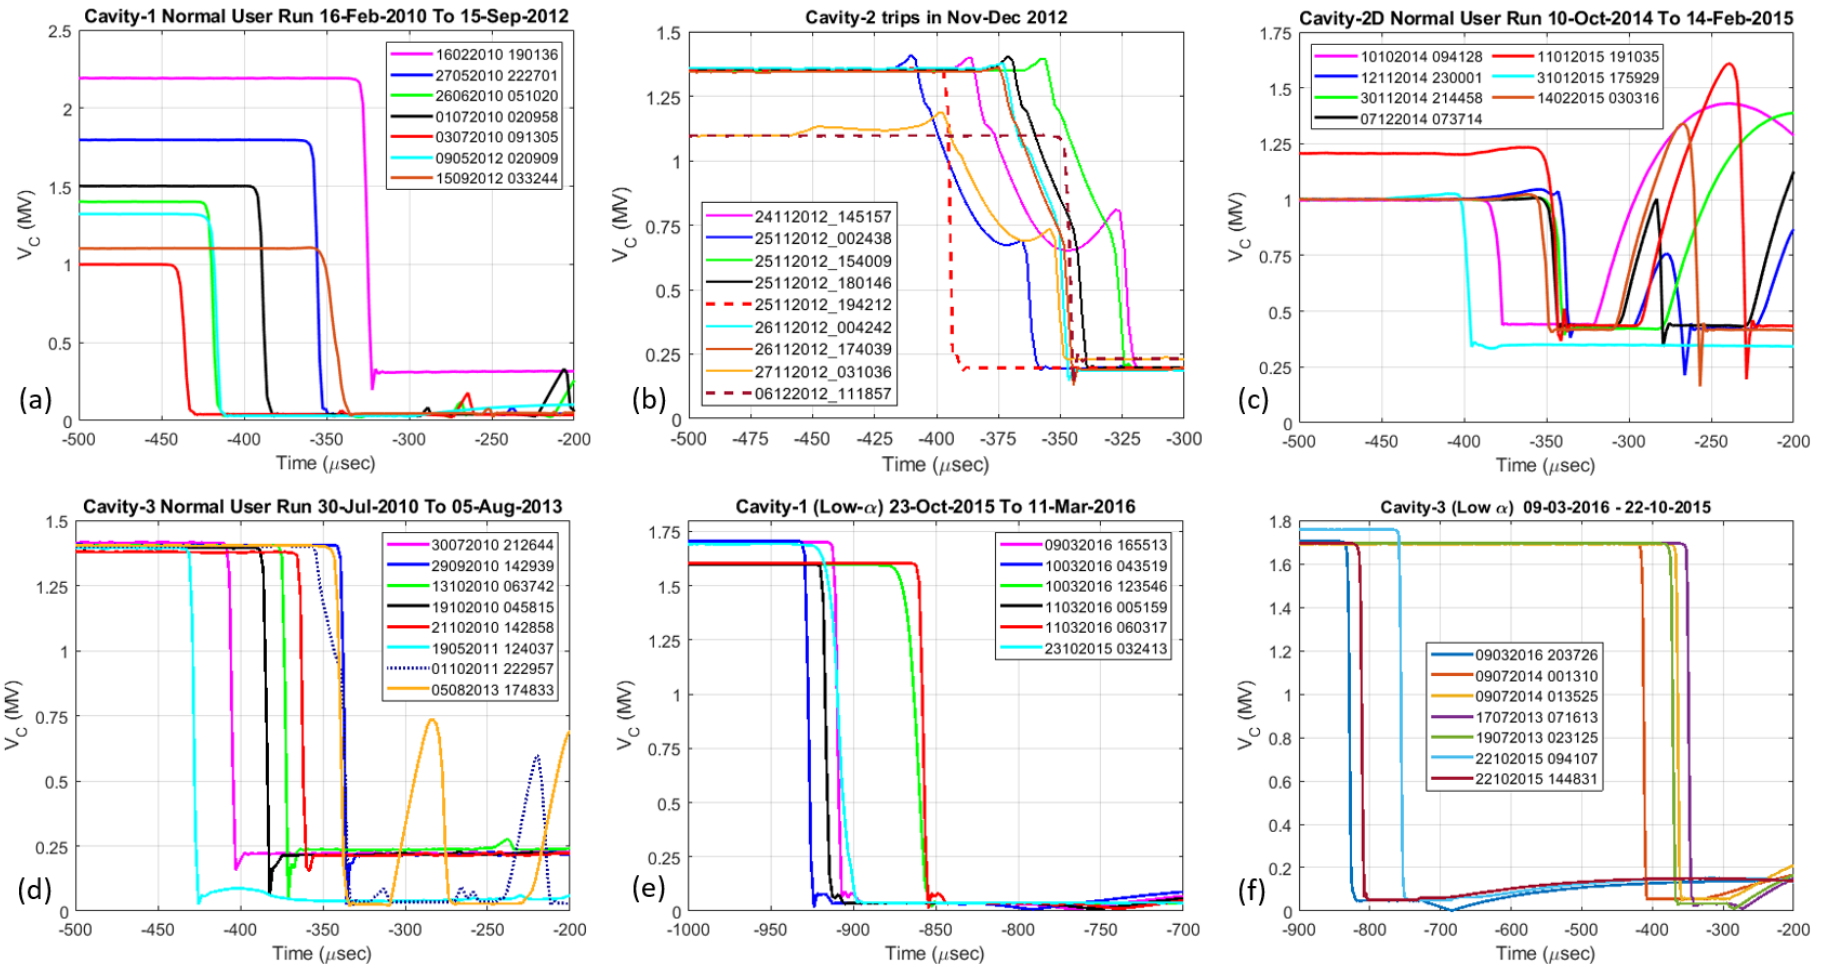 Cavity-1 Normal User Run 16-Feb-2010 To 15-Sep-2012
2.5
2
1.5
1
0.5
0
V_C (MV)
16022010 190136
27052010 222701
26062010 051020
01072010 020958
03072010 091305
09052012 020909
15092012 033244
(a)
-500 -450 -400 -350 -300 -250 -200
Time (μsec)
Cavity-2 trips in Nov-Dec 2012
1.5
1.25
1
0.75
0.5
0.25
0
V_C (MV)
24112012_145157
25112012_002438
25112012_154009
25112012_180146
25112012_194212
26112012_004242
26112012_174039
27112012_031036
06122012_111857
(b)
-500 -475 -450 -425 -400 -375 -350 -325 -300
Time (μsec)
Cavity-2D Normal User Run 10-Oct-2014 To 14-Feb-2015
1.75
1.5
1.25
1
0.75
0.5
0.25
0
V_C (MV)
10102014 094128 11012015 191035
12112014 230001 31012015 175929
30112014 214458 14022015 030316
07122014 073714
(c)
-500 -450 -400 -350 -300 -250 -200
Time (μsec)
Cavity-3 Normal User Run 30-Jul-2010 To 05-Aug-2013
1.5
1.25
1
0.75
0.5
0.25
0
V_C (MV)
30072010 212644
29092010 142939
13102010 063742
19102010 045815
21102010 142858
19052011 124037
01102011 222957
05082013 174833
(d)
-500 -450 -400 -350 -300 -250 -200
Time (μsec)
Cavity-1 (Low-α) 23-Oct-2015 To 11-Mar-2016
1.75
1.5
1.25
1
0.75
0.5
0.25
0
V_C (MV)
09032016 165513
10032016 043519
10032016 123546
11032016 005159
11032016 060317
23102015 032413
(e)
-1000 -950 -900 -850 -800 -750 -700
Time (μsec)
Cavity-3 (Low α) 09-03-2016 - 22-10-2015
1.8
1.6
1.4
1.2
1
0.8
0.6
0.4
0.2
0
V_C (MV)
09032016 203726
09072014 001310
09072014 013525
17072013 071613
19072013 023125
22102015 094107
22102015 144831
(f)
-900 -800 -700 -600 -500 -400 -300 -200
Time (μsec)